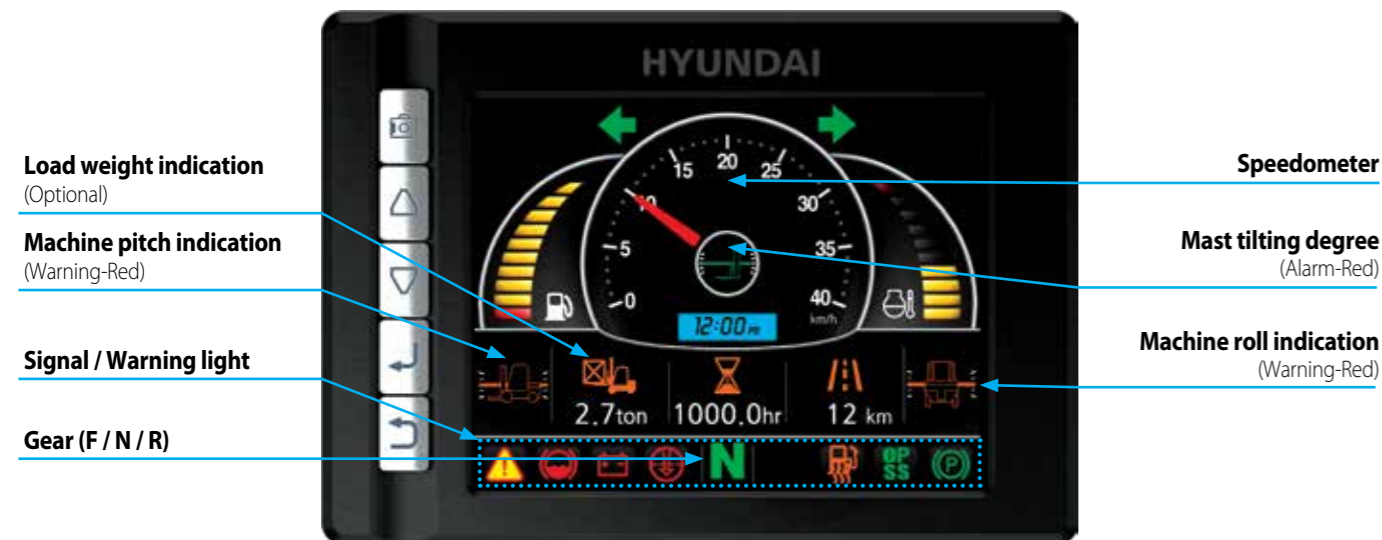 HYUNDAI
Load weight indication
(Optional)
Machine pitch indication
(Warning-Red)
Signal / Warning light
Gear (F / N / R)
Speedometer
Mast tilting degree
(Alarm-Red)
Machine roll indication
(Warning-Red)
0
5
10
15
20
25
30
35
40
km/h
12:00 PM
2.7ton
1000.0hr
12 km
N
OP
SS
P